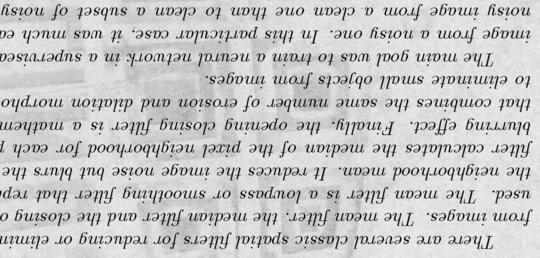 There are several classic spatial filters for reducing or elimin
from images. The mean filter, the median filter and the closing o
used. The mean filter is a lowpass or smoothing filter that repl
the neighborhood mean. It reduces the image noise but blurs the
filter calculates the median of the pixel neighborhood for each p
blurring effect. Finally, the opening closing filter is a mathem
that combines the same number of erosion and dilation morpho
to eliminate small objects from images.
The main goal was to train a neural network in a supervised
image from a noisy one. In this particular case, it was much ea
noisy image from a clean one than to clean a subset of noisy